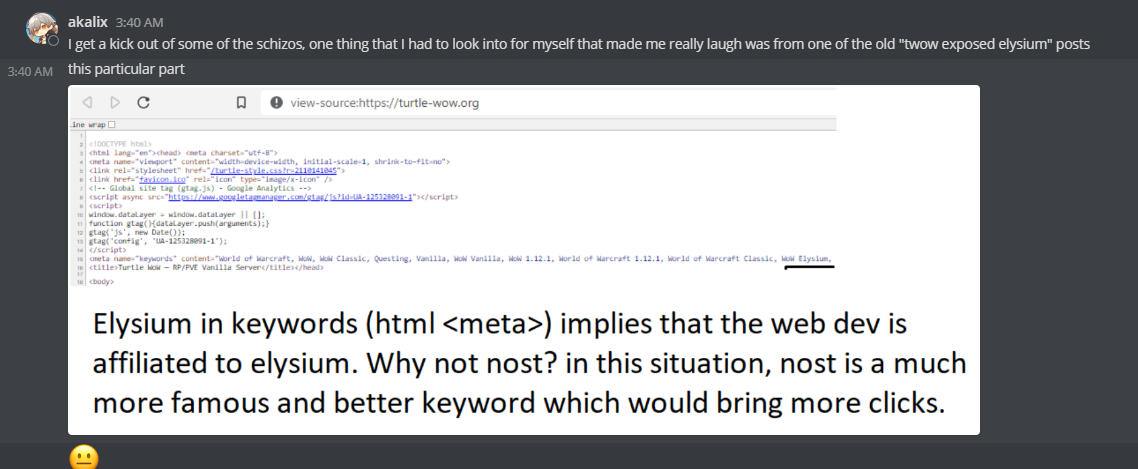 akalix 3:40 AM
I get a kick out of some of the schizos, one thing that I had to look into for myself that made me really laugh was from one of the old "twow exposed elysium" posts
3:40 AM this particular part
view-source:https://turtle-wow.org
ine wrap
1
2 <!DOCTYPE html>
3 <html lang="en"><head> <meta charset="utf-8">
4 <meta name="viewport" content="width=device-width, initial-scale=1, shrink-to-fit=no">
5 <link rel="stylesheet" href="/turtle-style.css?r=2110141045">
6 <link href="favicon.ico" rel="icon" type="image/x-icon" />
7 <!-- Global site tag (gtag.js) - Google Analytics -->
8 <script async src="https://www.googletagmanager.com/gtag/js?id=UA-125328091-1"></script>
9 <script>
10 window.dataLayer = window.dataLayer || [];
11 function gtag(){dataLayer.push(arguments);}
12 gtag('js', new Date());
13 gtag('config', 'UA-125328091-1');
14 </script>
15 <meta name="keywords" content="World of Warcraft, WoW, WoW Classic, Questing, Vanilla, WoW Vanilla, WoW 1.12.1, World of Warcraft 1.12.1, World of Warcraft Classic, WoW Elysium,
16 <title>Turtle WoW — RP/PVE Vanilla Server</title></head>
17
18 <body>
Elysium in keywords (html <meta>) implies that the web dev is
affiliated to elysium. Why not nost? in this situation, nost is a much
more famous and better keyword which would bring more clicks.